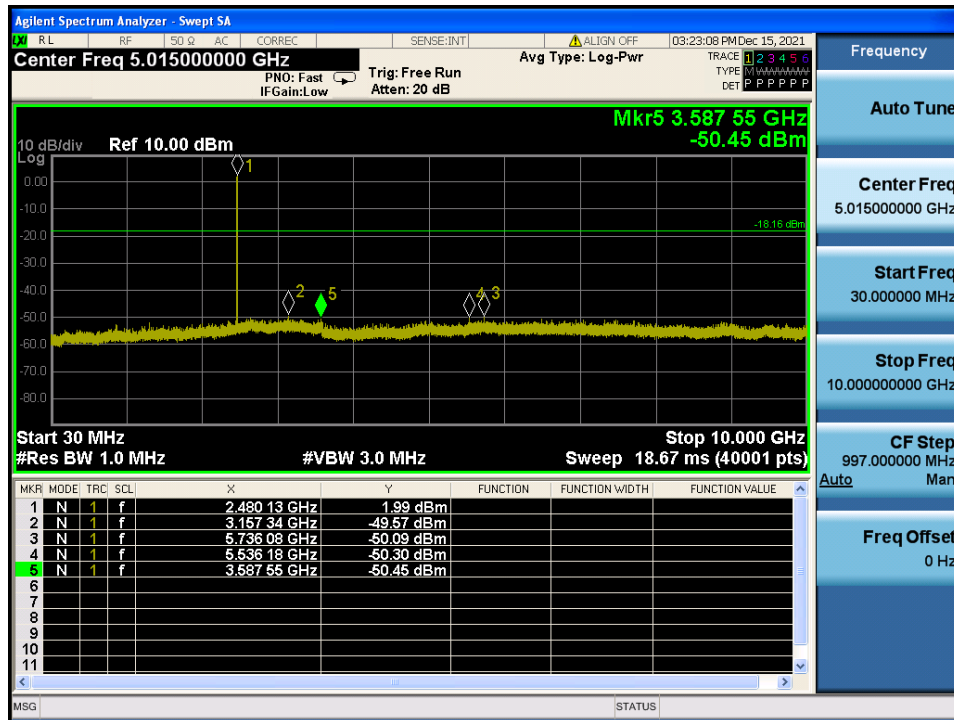 Agilent Spectrum Analyzer - Swept SA
LXI RL RF 50 Ω AC CORREC SENSE:INT ALIGN OFF 03:23:08 PM Dec 15, 2021
Center Freq 5.015000000 GHz
PNO: Fast
IFGain:Low
Trig: Free Run
Atten: 20 dB
Avg Type: Log-Pwr
TRACE 1 2 3 4 5 6
TYPE M WWWWW
DET P P P P P P
Mkr5 3.587 55 GHz
-50.45 dBm
10 dB/div
Log
Ref 10.00 dBm
0.00
-10.0
-20.0
-30.0
-40.0
-50.0
-60.0
-70.0
-80.0
1
-18.16 dBm
2
5
4
3
Start 30 MHz
Stop 10.000 GHz
#Res BW 1.0 MHz
#VBW 3.0 MHz
Sweep 18.67 ms (40001 pts)
MKR MODE TRC SCL X Y FUNCTION FUNCTION WIDTH FUNCTION VALUE
1 N 1 f 2.480 13 GHz 1.99 dBm
2 N 1 f 3.157 34 GHz -49.57 dBm
3 N 1 f 5.736 08 GHz -50.09 dBm
4 N 1 f 5.536 18 GHz -50.30 dBm
5 N 1 f 3.587 55 GHz -50.45 dBm
6
7
8
9
10
11
MSG
STATUS
Frequency
Auto Tune
Center Freq
5.015000000 GHz
Start Freq
30.000000 MHz
Stop Freq
10.000000000 GHz
CF Step
997.000000 MHz
Auto Man
Freq Offset
0 Hz